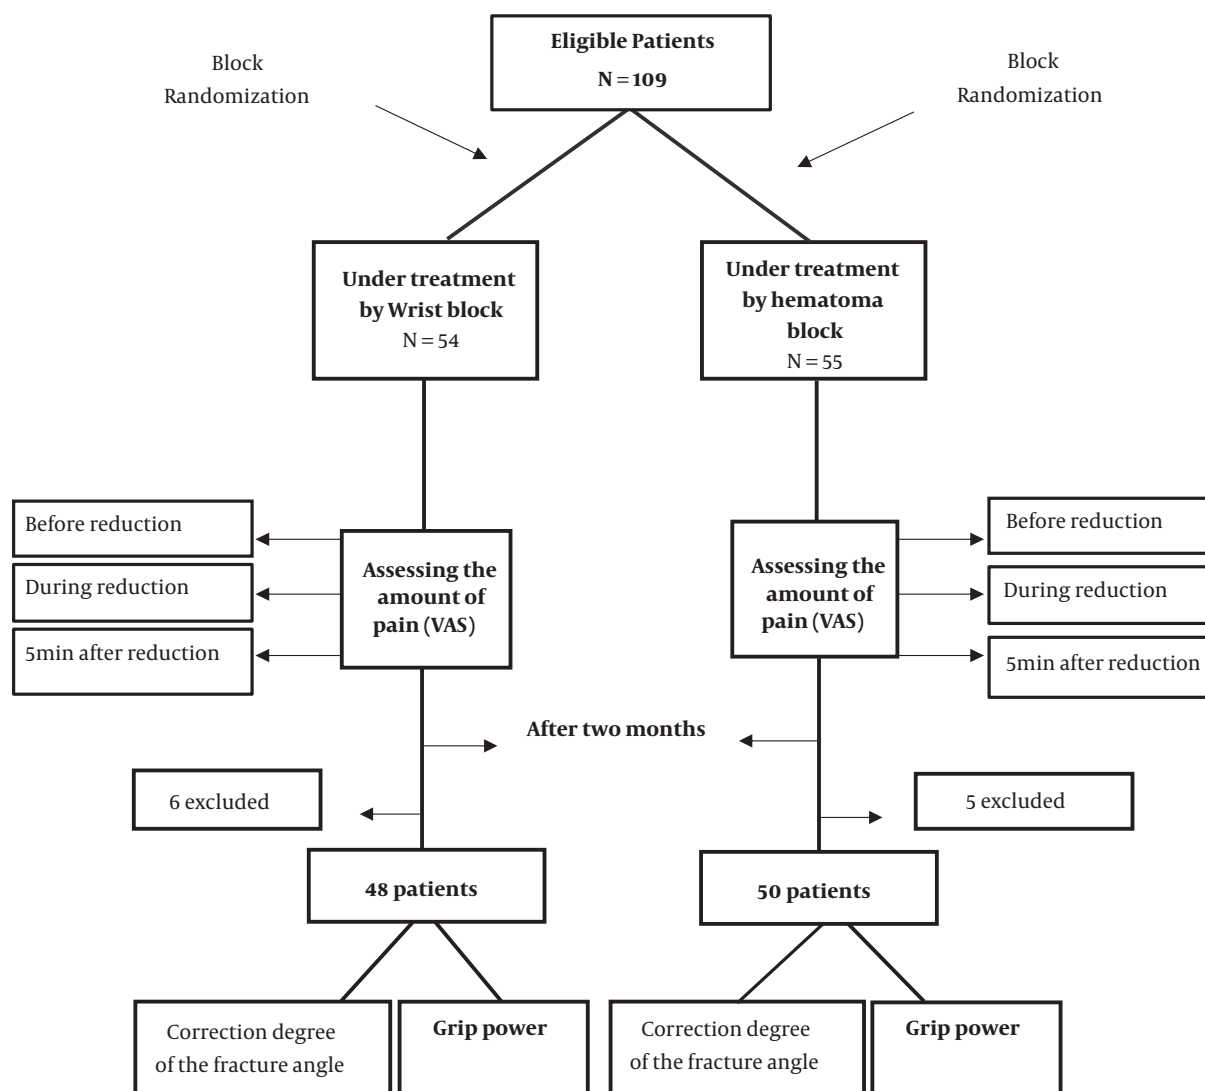 Eligible Patients
N = 109
Block
Randomization
Block
Randomization
Under treatment
by Wrist block
N = 54
Under treatment
by hematoma
block
N = 55
Before reduction
During reduction
5min after reduction
Assessing the
amount of
pain (VAS)
Assessing the
amount of
pain (VAS)
Before reduction
During reduction
5min after reduction
After two months
6 excluded
5 excluded
48 patients
50 patients
Correction degree
of the fracture angle
Grip power
Correction degree
of the fracture angle
Grip power